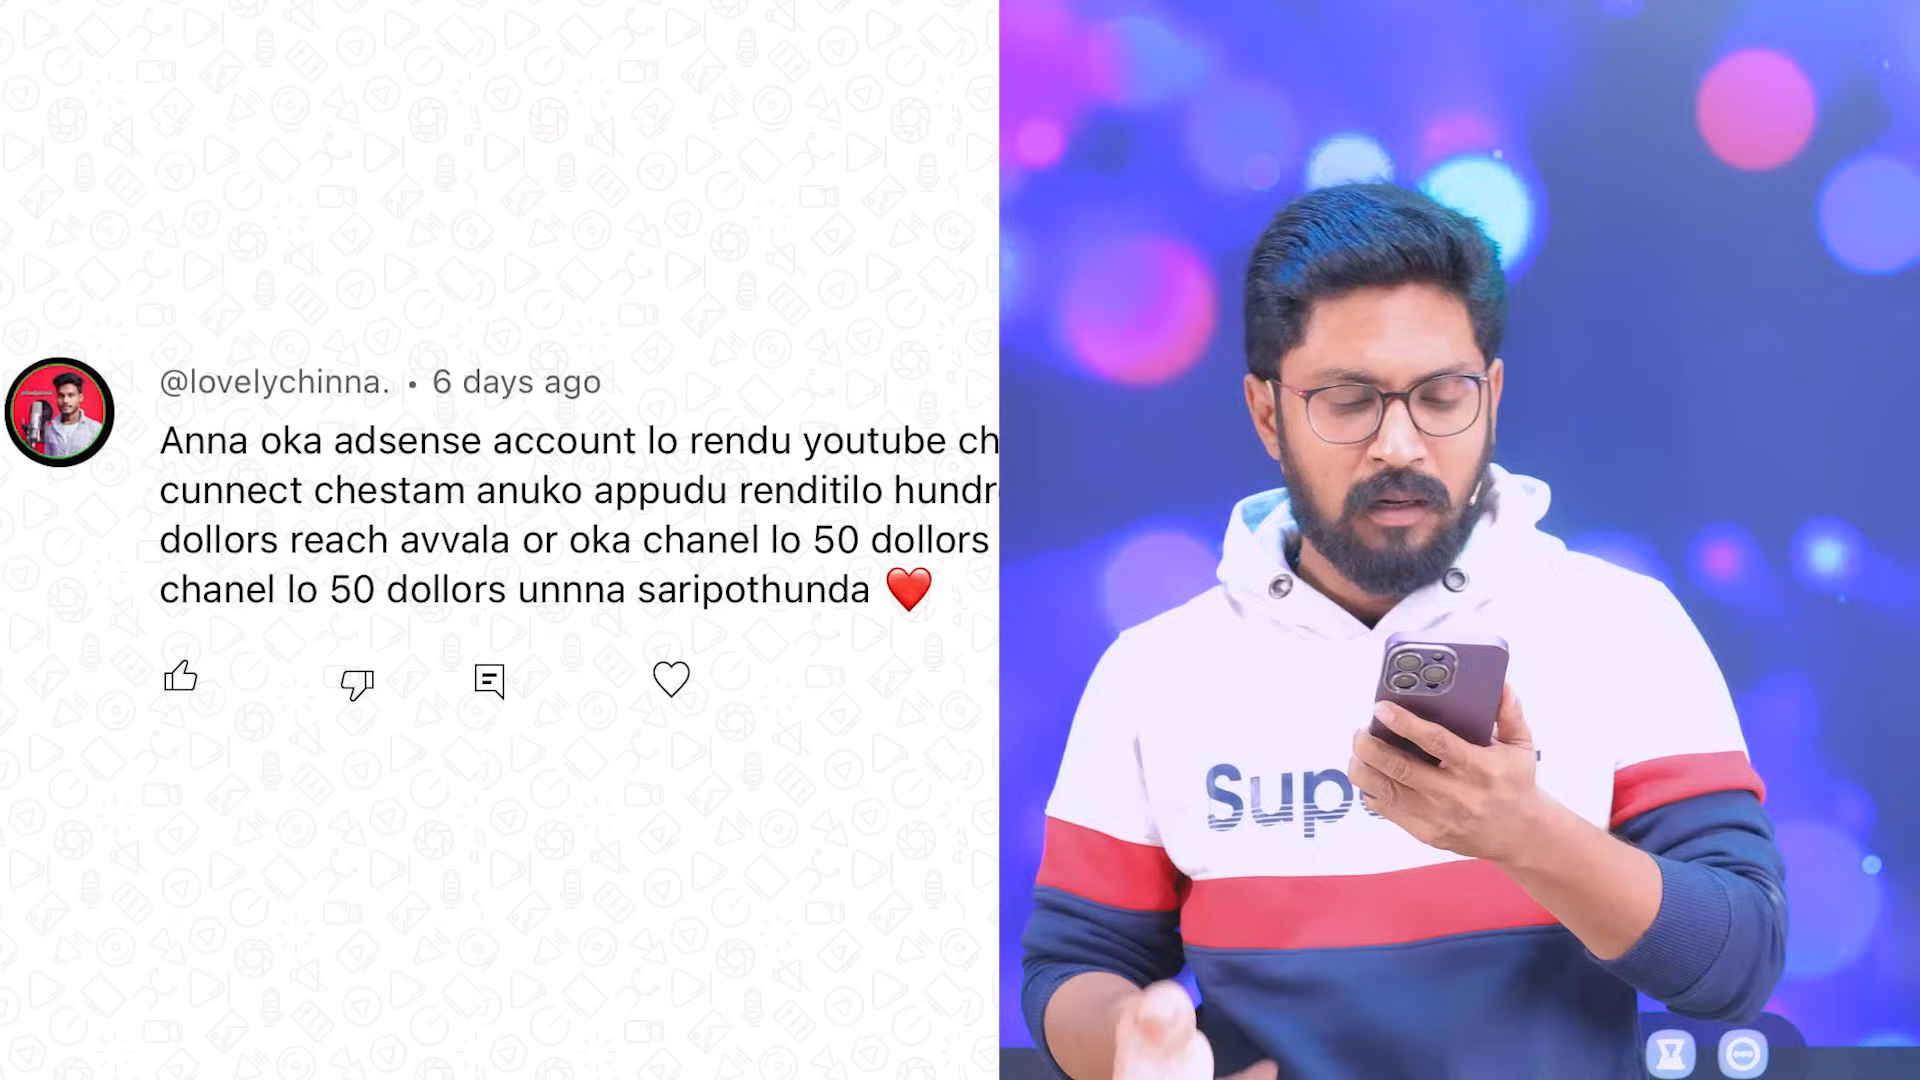 @lovelychinna. • 6 days ago
Anna oka adsense account lo rendu youtube
cunnect chestam anuko appudu renditilo
dollors reach avvala or oka chanel lo 50 dollors
chanel lo 50 dollors unnna saripothunda ❤️